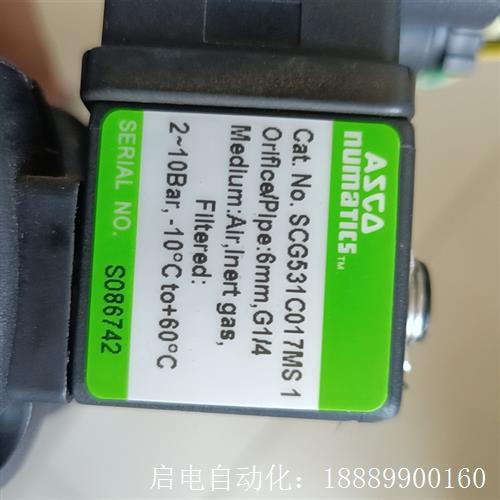 ASCO
numatics™
Cat. No. SCG531C017MS 1
Orifice/Pipe:6mm,G1/4
Medium:Air,Inert gas,
Filtered:
2~10Bar, -10°C to+60°C
SERIAL NO. S086742
启电自动化：18889900160